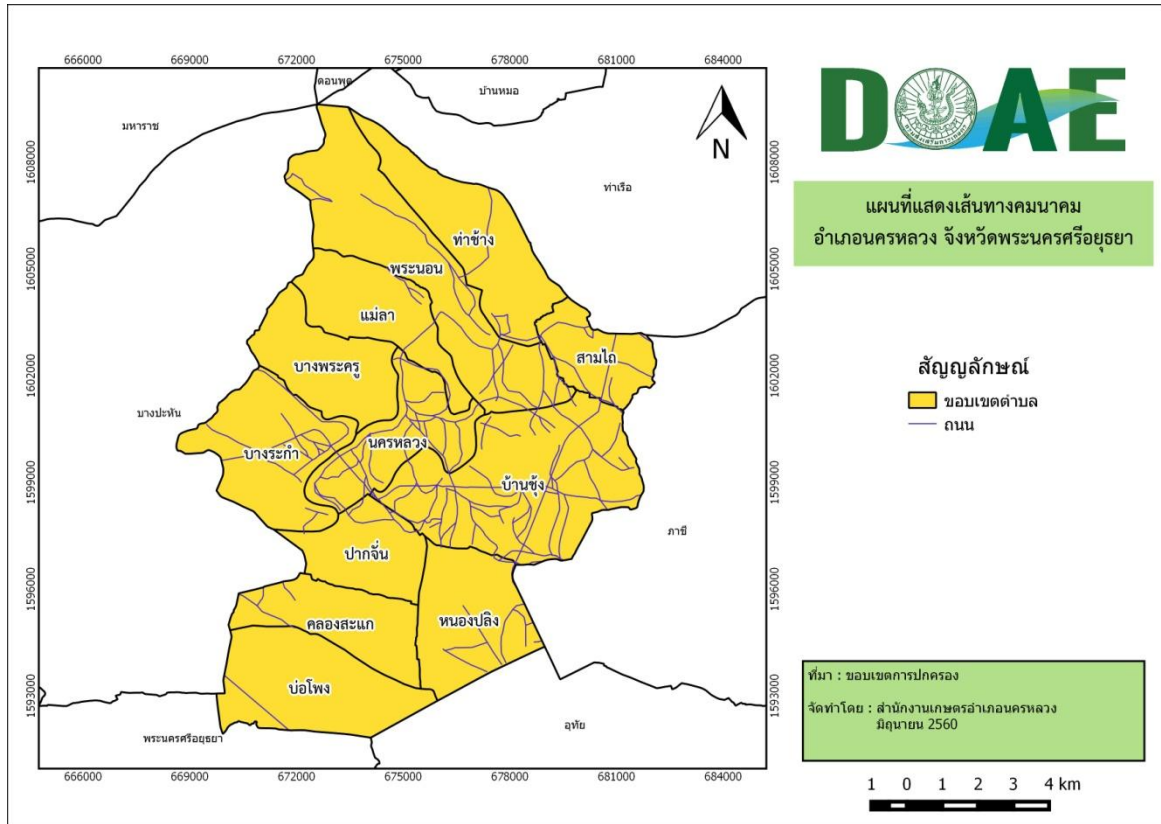 666000 669000 672000 675000 678000 681000 684000
ดอนพุด
บ้านหมอ
มหาราช
N
DOAE
1608000 1608000
ท่าเรือ
แผนที่แสดงเส้นทางคมนาคม
อำเภอนครหลวง จังหวัดพระนครศรีอยุธยา
ท่าช้าง
พระนอน
1605000 1605000
แม่ลา
สามไถ
บางพระครู
1602000 1602000
สัญญลักษณ์
ขอบเขตตำบล
ถนน
บางปะหัน
นครหลวง
บางระกำ
บ้านชุ้ง
1599000 1599000
ภาชี
ปากจั่น
1596000 1596000
คลองสะแก
หนองปลิง
บ่อโพง
1593000 1593000
ที่มา : ขอบเขตการปกครอง
จัดทำโดย : สำนักงานเกษตรอำเภอนครหลวง
มิถุนายน 2560
อุทัย
พระนครศรีอยุธยา
666000 669000 672000 675000 678000 681000 684000
1 0 1 2 3 4 km